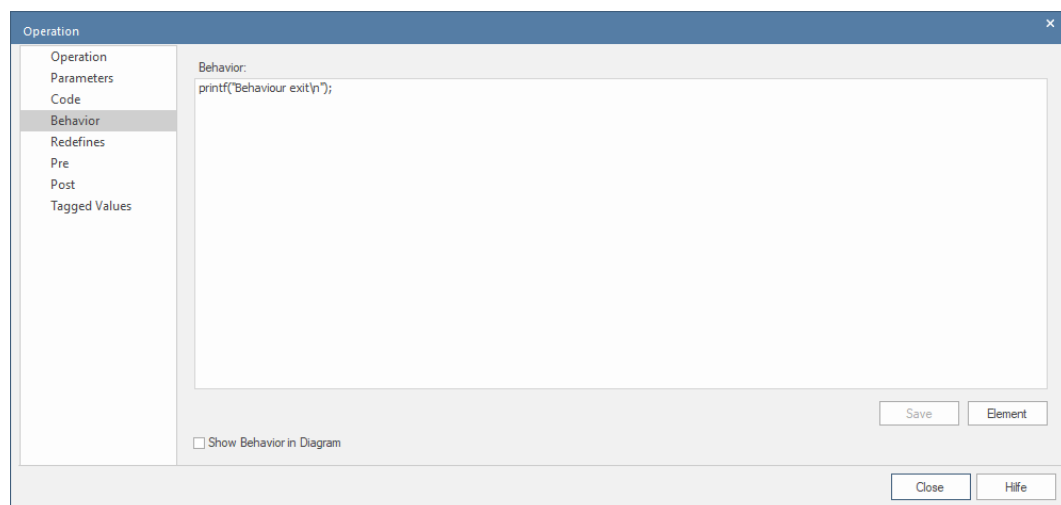 Operation
Operation
Parameters
Code
Behavior
Redefines
Pre
Post
Tagged Values
Behavior:
printf("Behaviour exit\n");
Save
Element
Show Behavior in Diagram
Close
Hilfe